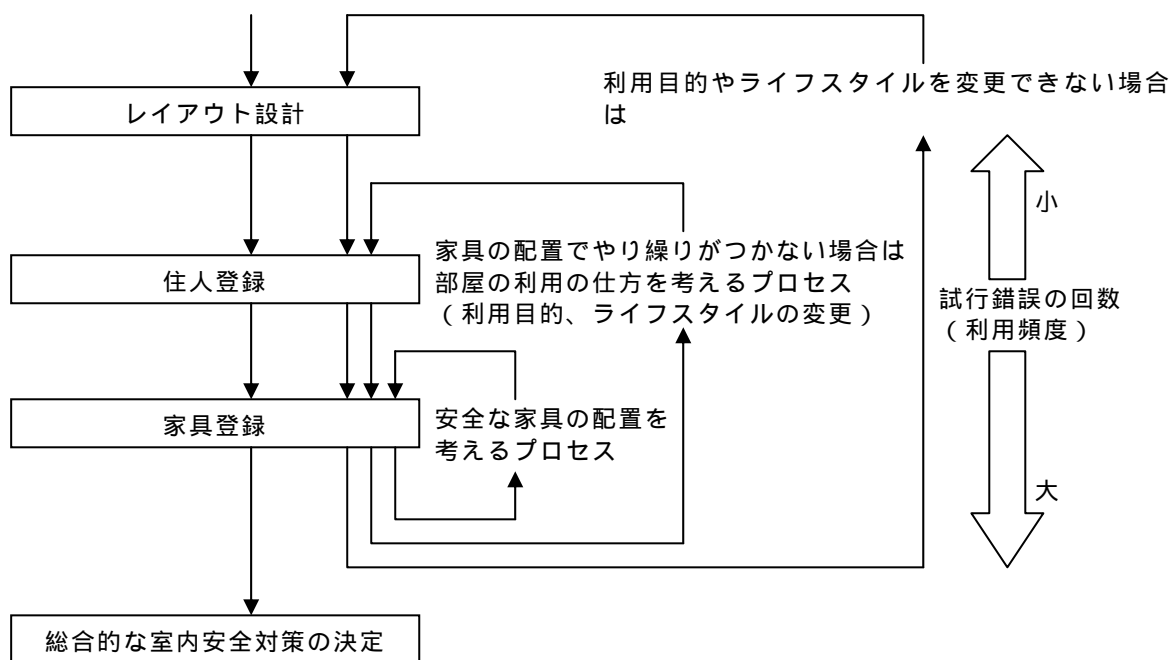 利用目的やライフスタイルを変更できない場合
は
レイアウト設計
小
家具の配置でやり繰りがつかない場合は
部屋の利用の仕方を考えるプロセス
(利用目的、ライフスタイルの変更)
住人登録
試行錯誤の回数
(利用頻度)
安全な家具の配置を
考えるプロセス
家具登録
大
総合的な室内安全対策の決定